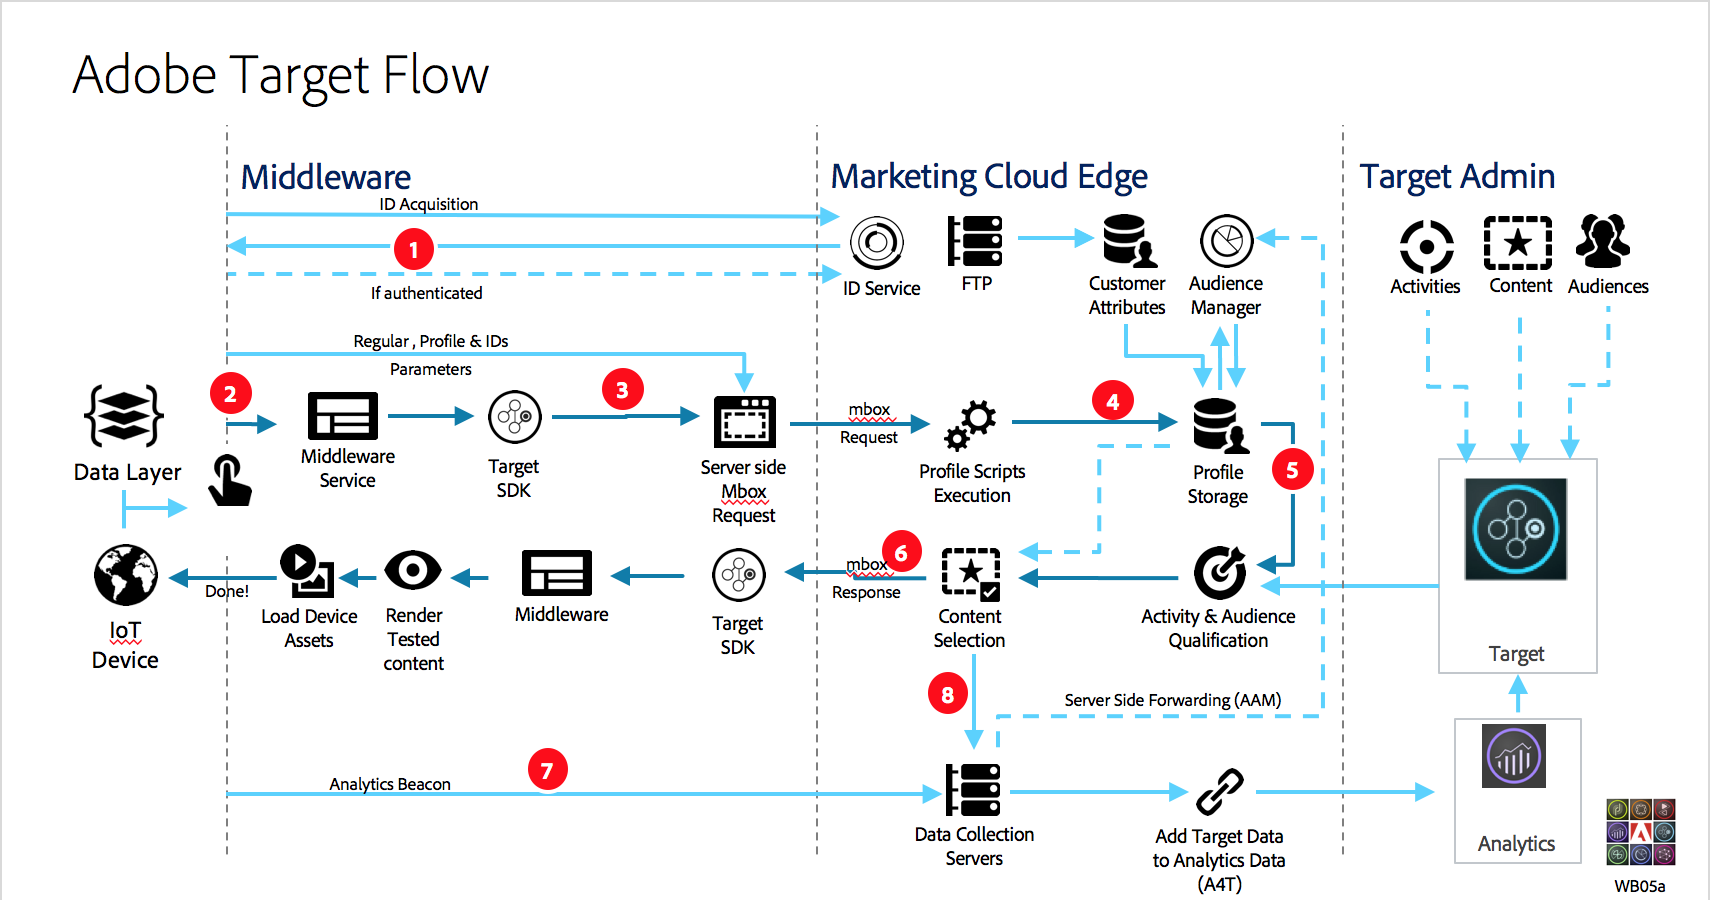 Adobe Target Flow
Middleware
Marketing Cloud Edge
Target Admin
ID Acquisition
1
If authenticated
ID Service
FTP
Customer
Attributes
Audience
Manager
Activities
Content
Audiences
Regular , Profile & IDs
Parameters
2
3
4
5
Data Layer
Middleware
Service
Target
SDK
Server side
Mbox
Request
mbox
Request
Profile Scripts
Execution
Profile
Storage
IoT
Device
Done!
Load Device
Assets
Render
Tested
content
Middleware
Target
SDK
6
mbox
Response
Content
Selection
Activity & Audience
Qualification
Target
8
Server Side Forwarding (AAM)
7
Analytics Beacon
Data Collection
Servers
Add Target Data
to Analytics Data
(A4T)
Analytics
WB05a